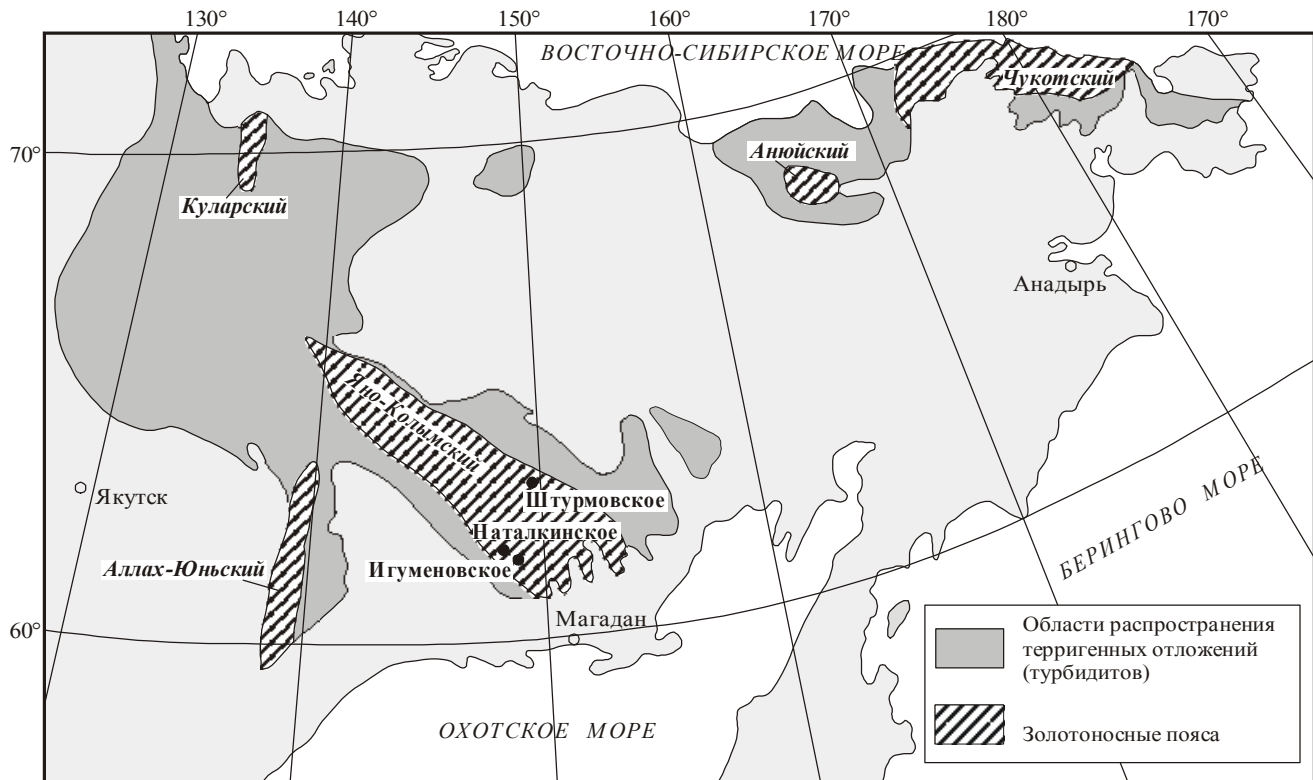 130° 140° 150° 160° 170° 180° 170°
ВОСТОЧНО-СИБИРСКОЕ МОРЕ
Чукотский
70°
Анюйский
Куларский
Анадырь
Яно-Колымский
Якутск
Штурмовское
Наталкинское
Аллах-Юньский
Игуменовское
БЕРИНГОВО МОРЕ
Магадан
60°
ОХОТСКОЕ МОРЕ
Области распространения
терригенных отложений
(турбидитов)
Золотоносные пояса